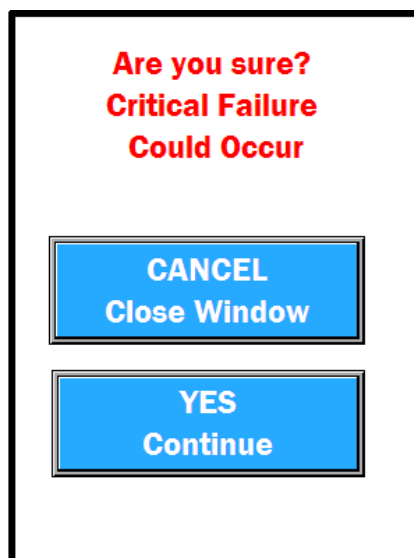 Are you sure?
Critical Failure
Could Occur
CANCEL
Close Window
YES
Continue